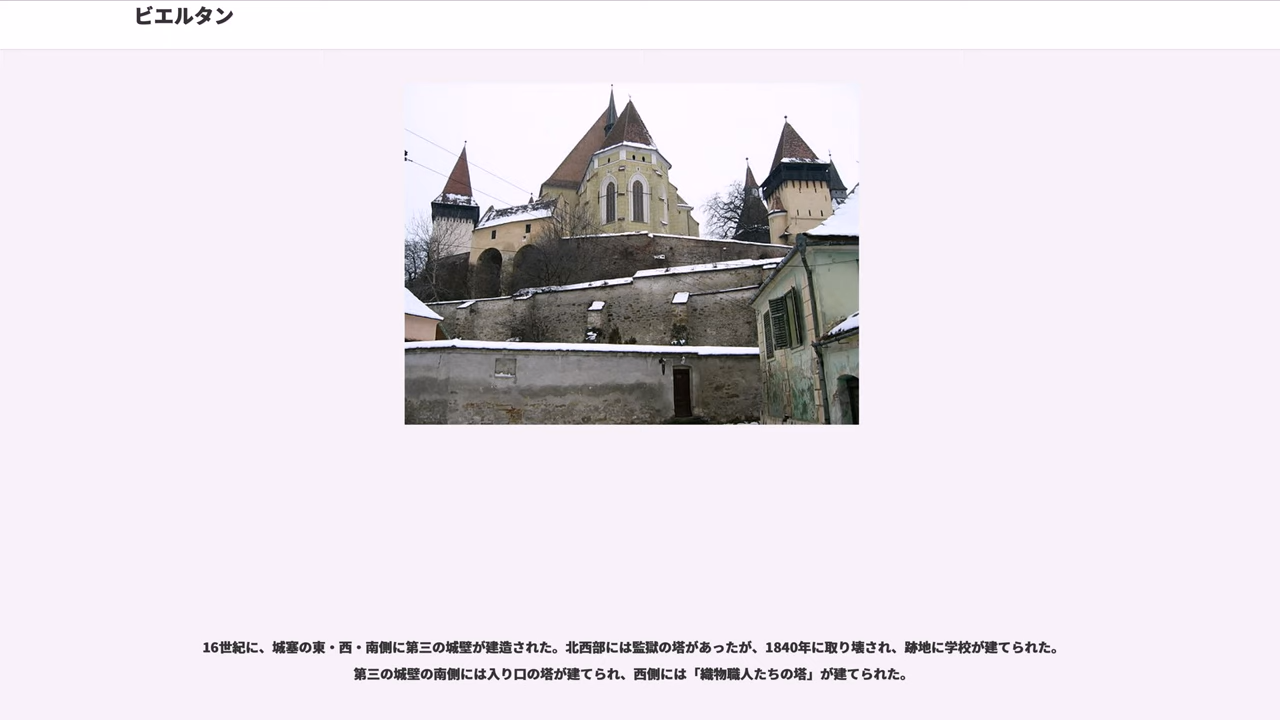 ビエルタン
16世紀に、城塞の東・西・南側に第三の城壁が建造された。北西部には監獄の塔があったが、1840年に取り壊され、跡地に学校が建てられた。
第三の城壁の南側には入り口の塔が建てられ、西側には「織物職人たちの塔」が建てられた。